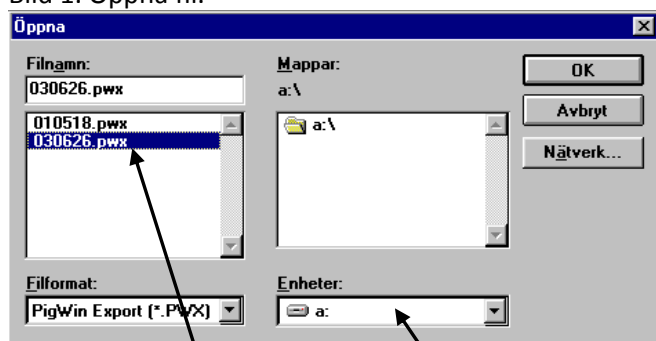 Öppna
Filnamn:
030626.pwx
010518.pwx
030626.pwx
Filformat:
PigWin Export (*.PWX)
Mappar:
a:\
a:\
Enheter:
a:
OK
Avbryt
Nätverk...